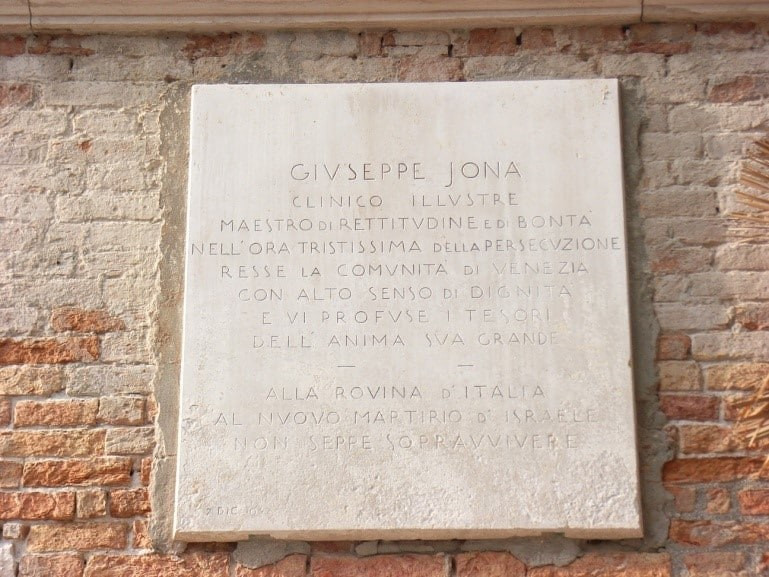 GIVSEPPE JONA
CLINICO ILLVSTRE
MAESTRO DI RETTITVDINE E DI BONTA'
NELL'ORA TRISTISSIMA DELLA PERSECVZIONE
RESSE LA COMVNITA' DI VENEZIA
CON ALTO SENSO DI DIGNITA'
E VI PROFVSE I TESORI
DELL'ANIMA SVA GRANDE
— —
ALLA ROVINA D'ITALIA
AL NVOVO MARTIRIO D'ISRAELE
NON SEPPE SOPRAVVIVERE
DIC.